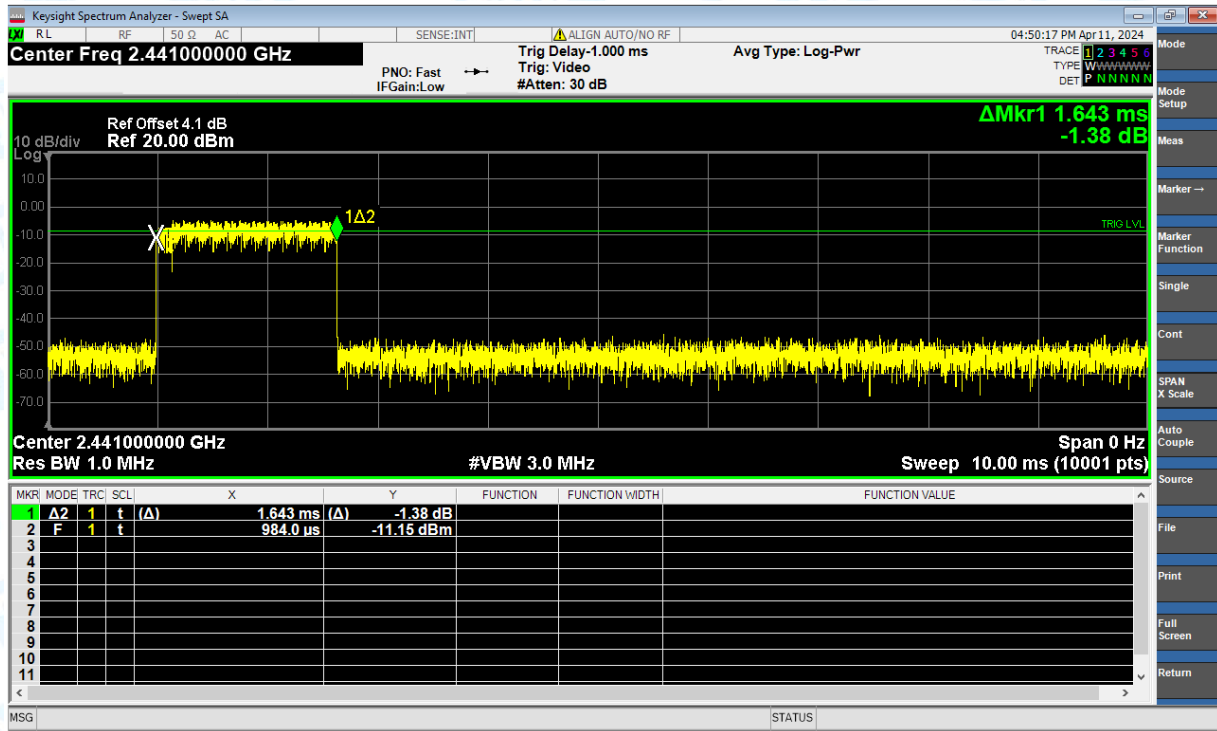 Keysight Spectrum Analyzer - Swept SA
LXI RL RF 50 Ω AC SENSE:INT ALIGN AUTO/NO RF 04:50:17 PM Apr 11, 2024
Center Freq 2.441000000 GHz
PNO: Fast
IFGain:Low
Trig Delay-1.000 ms
Trig: Video
#Atten: 30 dB
Avg Type: Log-Pwr
TRACE 1 2 3 4 5 6
TYPE WWWWWW
DET P N N N N N
ΔMkr1 1.643 ms
-1.38 dB
Ref Offset 4.1 dB
10 dB/div Ref 20.00 dBm
Log
10.0
0.00
-10.0
-20.0
-30.0
-40.0
-50.0
-60.0
-70.0
1Δ2
TRIG LVL
Center 2.441000000 GHz Span 0 Hz
Res BW 1.0 MHz #VBW 3.0 MHz Sweep 10.00 ms (10001 pts)
MKR MODE TRC SCL X Y FUNCTION FUNCTION WIDTH FUNCTION VALUE
1 Δ2 1 t (Δ) 1.643 ms (Δ) -1.38 dB
2 F 1 t 984.0 µs -11.15 dBm
3
4
5
6
7
8
9
10
11
MSG STATUS
Mode
Mode
Setup
Meas
Marker →
Marker
Function
Single
Cont
SPAN
X Scale
Auto
Couple
Source
File
Print
Full
Screen
Return